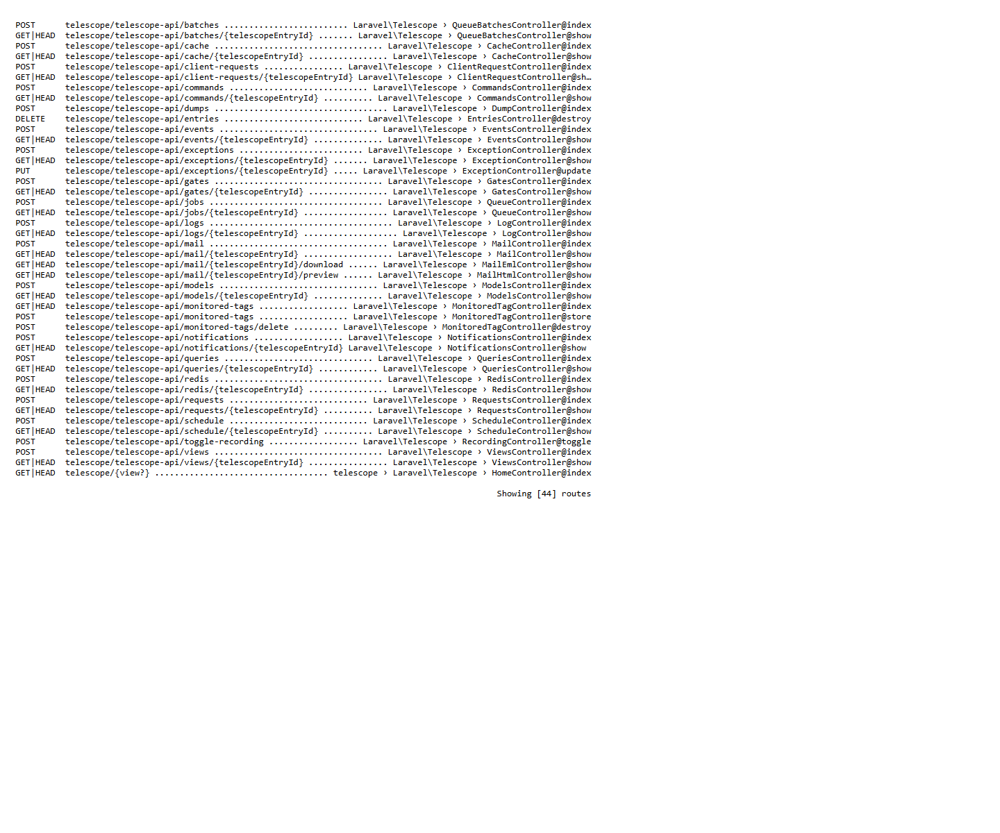 POST      telescope/telescope-api/batches ......................... Laravel\Telescope › QueueBatchesController@index
GET|HEAD  telescope/telescope-api/batches/{telescopeEntryId} ....... Laravel\Telescope › QueueBatchesController@show
POST      telescope/telescope-api/cache .................................. Laravel\Telescope › CacheController@index
GET|HEAD  telescope/telescope-api/cache/{telescopeEntryId} ................ Laravel\Telescope › CacheController@show
POST      telescope/telescope-api/client-requests ................ Laravel\Telescope › ClientRequestController@index
GET|HEAD  telescope/telescope-api/client-requests/{telescopeEntryId} Laravel\Telescope › ClientRequestController@sh…
POST      telescope/telescope-api/commands ............................ Laravel\Telescope › CommandsController@index
GET|HEAD  telescope/telescope-api/commands/{telescopeEntryId} .......... Laravel\Telescope › CommandsController@show
POST      telescope/telescope-api/dumps ................................... Laravel\Telescope › DumpController@index
DELETE    telescope/telescope-api/entries ............................ Laravel\Telescope › EntriesController@destroy
POST      telescope/telescope-api/events ................................ Laravel\Telescope › EventsController@index
GET|HEAD  telescope/telescope-api/events/{telescopeEntryId} .............. Laravel\Telescope › EventsController@show
POST      telescope/telescope-api/exceptions ......................... Laravel\Telescope › ExceptionController@index
GET|HEAD  telescope/telescope-api/exceptions/{telescopeEntryId} ....... Laravel\Telescope › ExceptionController@show
PUT       telescope/telescope-api/exceptions/{telescopeEntryId} ..... Laravel\Telescope › ExceptionController@update
POST      telescope/telescope-api/gates .................................. Laravel\Telescope › GatesController@index
GET|HEAD  telescope/telescope-api/gates/{telescopeEntryId} ................ Laravel\Telescope › GatesController@show
POST      telescope/telescope-api/jobs ................................... Laravel\Telescope › QueueController@index
GET|HEAD  telescope/telescope-api/jobs/{telescopeEntryId} ................. Laravel\Telescope › QueueController@show
POST      telescope/telescope-api/logs ..................................... Laravel\Telescope › LogController@index
GET|HEAD  telescope/telescope-api/logs/{telescopeEntryId} ................... Laravel\Telescope › LogController@show
POST      telescope/telescope-api/mail .................................... Laravel\Telescope › MailController@index
GET|HEAD  telescope/telescope-api/mail/{telescopeEntryId} .................. Laravel\Telescope › MailController@show
GET|HEAD  telescope/telescope-api/mail/{telescopeEntryId}/download ...... Laravel\Telescope › MailEmlController@show
GET|HEAD  telescope/telescope-api/mail/{telescopeEntryId}/preview ...... Laravel\Telescope › MailHtmlController@show
POST      telescope/telescope-api/models ................................ Laravel\Telescope › ModelsController@index
GET|HEAD  telescope/telescope-api/models/{telescopeEntryId} .............. Laravel\Telescope › ModelsController@show
GET|HEAD  telescope/telescope-api/monitored-tags .................. Laravel\Telescope › MonitoredTagController@index
POST      telescope/telescope-api/monitored-tags .................. Laravel\Telescope › MonitoredTagController@store
POST      telescope/telescope-api/monitored-tags/delete ......... Laravel\Telescope › MonitoredTagController@destroy
POST      telescope/telescope-api/notifications .................. Laravel\Telescope › NotificationsController@index
GET|HEAD  telescope/telescope-api/notifications/{telescopeEntryId} Laravel\Telescope › NotificationsController@show
POST      telescope/telescope-api/queries .............................. Laravel\Telescope › QueriesController@index
GET|HEAD  telescope/telescope-api/queries/{telescopeEntryId} ............ Laravel\Telescope › QueriesController@show
POST      telescope/telescope-api/redis .................................. Laravel\Telescope › RedisController@index
GET|HEAD  telescope/telescope-api/redis/{telescopeEntryId} ................ Laravel\Telescope › RedisController@show
POST      telescope/telescope-api/requests ............................ Laravel\Telescope › RequestsController@index
GET|HEAD  telescope/telescope-api/requests/{telescopeEntryId} .......... Laravel\Telescope › RequestsController@show
POST      telescope/telescope-api/schedule ............................ Laravel\Telescope › ScheduleController@index
GET|HEAD  telescope/telescope-api/schedule/{telescopeEntryId} .......... Laravel\Telescope › ScheduleController@show
POST      telescope/telescope-api/toggle-recording .................. Laravel\Telescope › RecordingController@toggle
POST      telescope/telescope-api/views .................................. Laravel\Telescope › ViewsController@index
GET|HEAD  telescope/telescope-api/views/{telescopeEntryId} ................ Laravel\Telescope › ViewsController@show
GET|HEAD  telescope/{view?} ................................... telescope › Laravel\Telescope › HomeController@index
Showing [44] routes